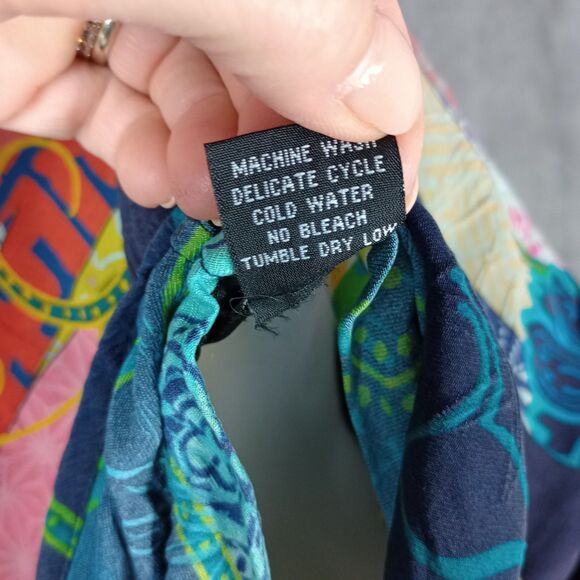 MACHINE WASH
DELICATE CYCLE
COLD WATER
NO BLEACH
TUMBLE DRY LOW